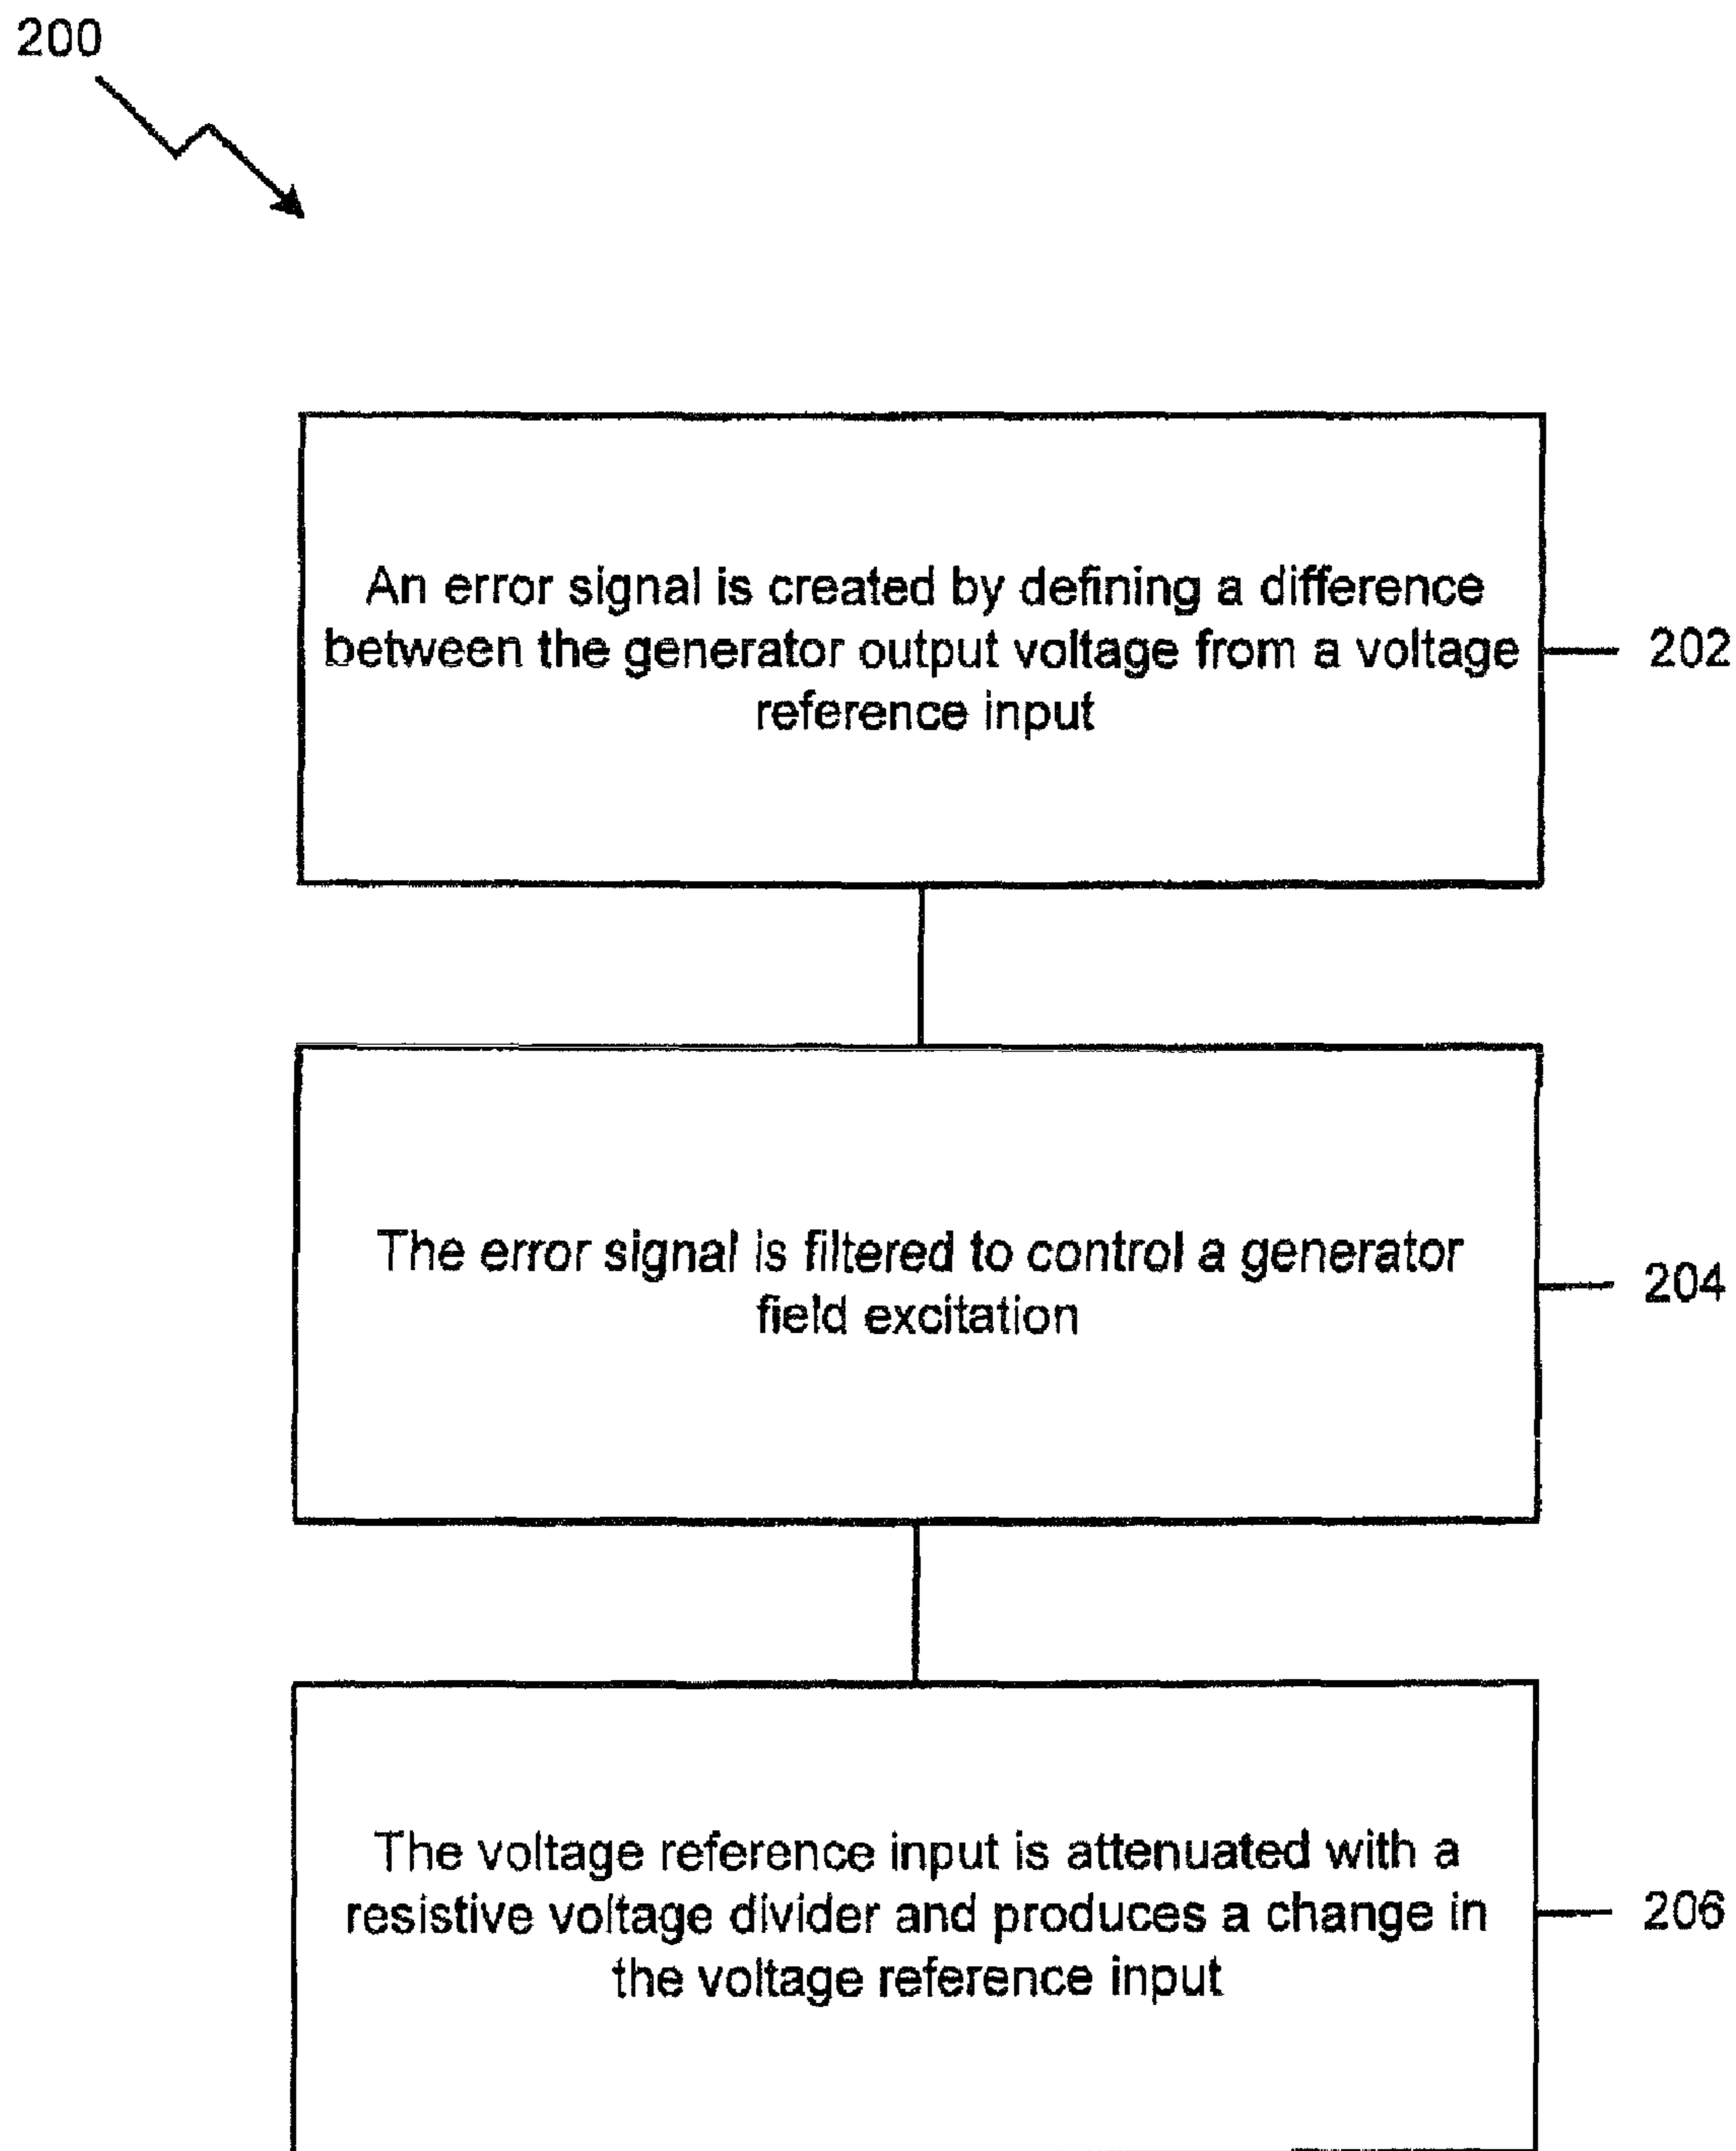 200
An error signal is created by defining a difference
between the generator output voltage from a voltage
reference input
202
The error signal is filtered to control a generator
field excitation
204
The voltage reference input is attenuated with a
resistive voltage divider and produces a change in
the voltage reference input
206